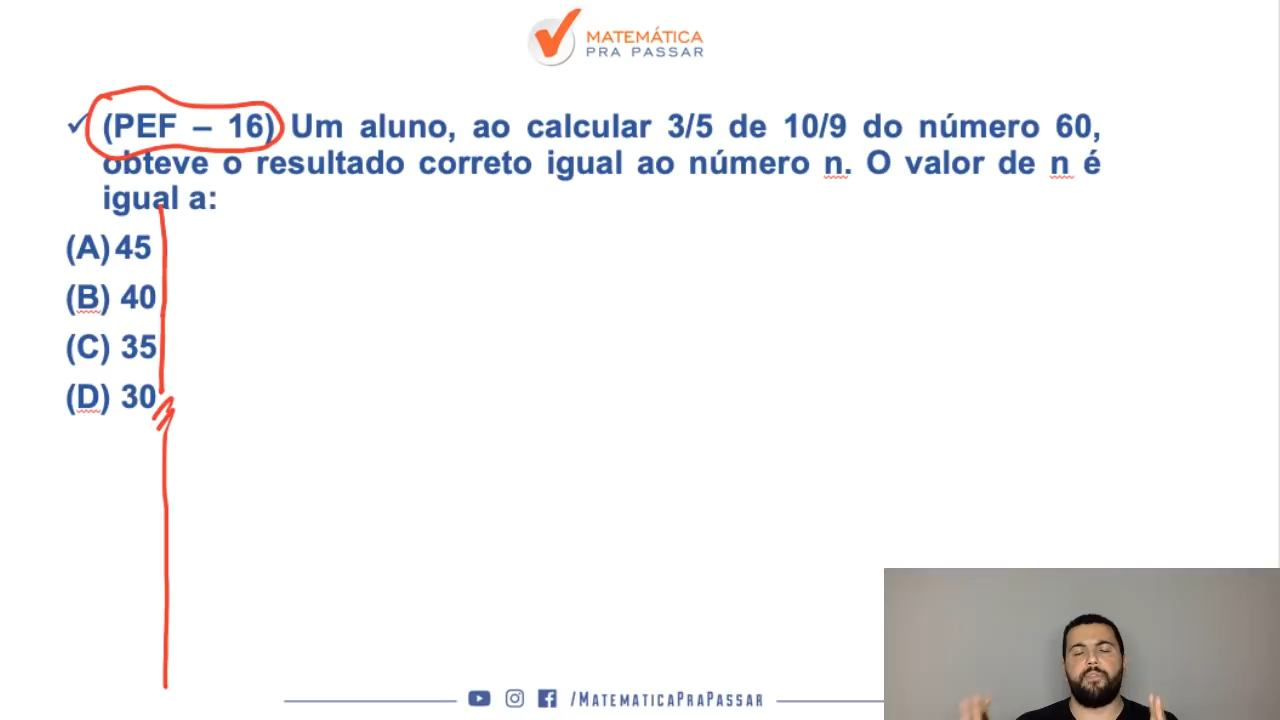 MATEMÁTICA
PRA PASSAR
(PEF – 16) Um aluno, ao calcular 3/5 de 10/9 do número 60,
obteve o resultado correto igual ao número n. O valor de n é
igual a:
(A) 45
(B) 40
(C) 35
(D) 30
/MATEMATICAPRAPASSAR